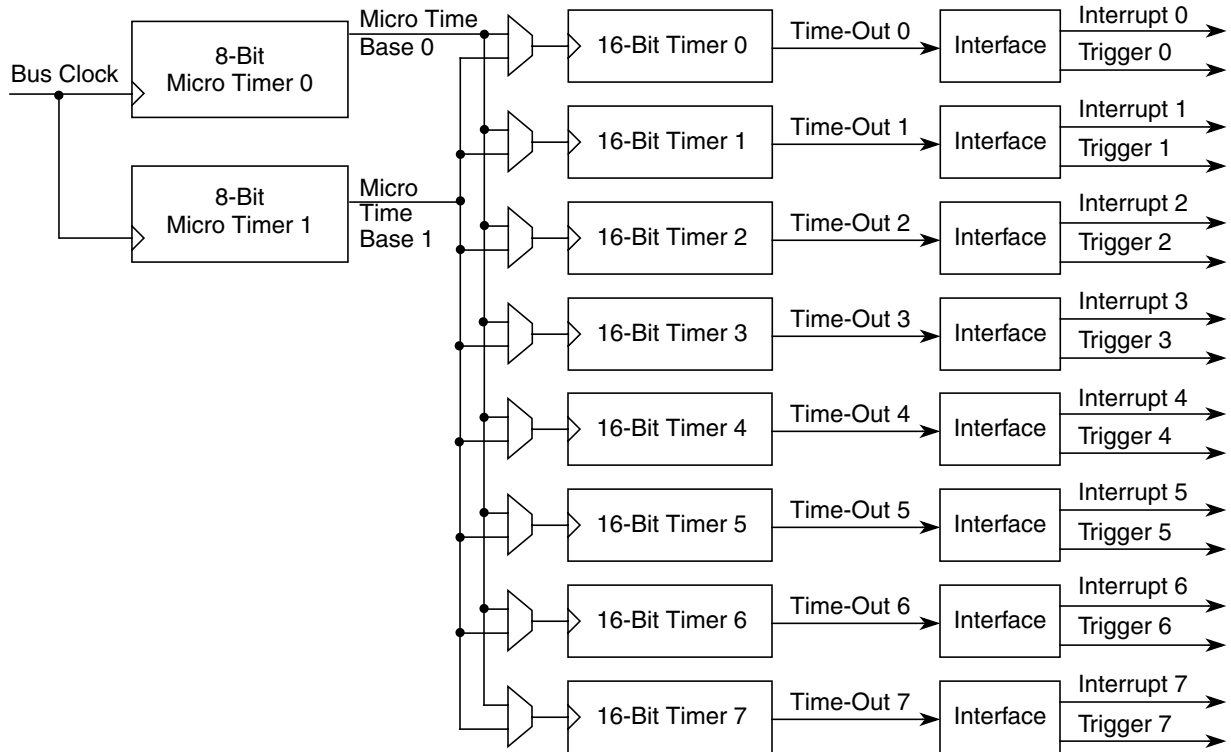 Bus Clock
8-Bit
Micro Timer 0
Micro Time
Base 0
8-Bit
Micro Timer 1
Micro
Time
Base 1
16-Bit Timer 0
Time-Out 0
Interface
Interrupt 0
Trigger 0
16-Bit Timer 1
Time-Out 1
Interface
Interrupt 1
Trigger 1
16-Bit Timer 2
Time-Out 2
Interface
Interrupt 2
Trigger 2
16-Bit Timer 3
Time-Out 3
Interface
Interrupt 3
Trigger 3
16-Bit Timer 4
Time-Out 4
Interface
Interrupt 4
Trigger 4
16-Bit Timer 5
Time-Out 5
Interface
Interrupt 5
Trigger 5
16-Bit Timer 6
Time-Out 6
Interface
Interrupt 6
Trigger 6
16-Bit Timer 7
Time-Out 7
Interface
Interrupt 7
Trigger 7